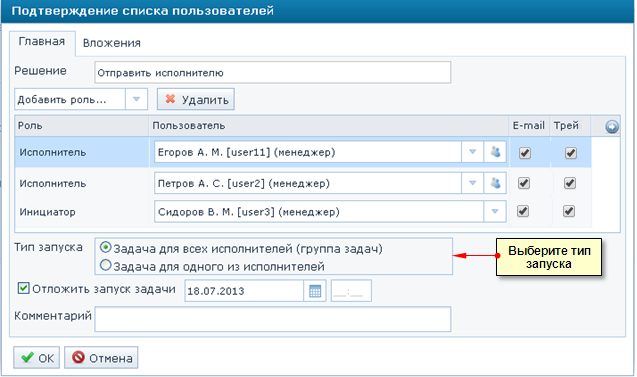 Подтверждение списка пользователей
Главная Вложения
Решение Отправить исполнителю
Добавить роль... Удалить
Роль Пользователь E-mail Трей
Исполнитель Егоров А. М. [user11] (менеджер)
Исполнитель Петров А. С. [user2] (менеджер)
Инициатор Сидоров В. М. [user3] (менеджер)
Тип запуска Задача для всех исполнителей (группа задач)
Задача для одного из исполнителей
Выберите тип
запуска
Отложить запуск задачи 18.07.2013 __:__
Комментарий
OK Отмена